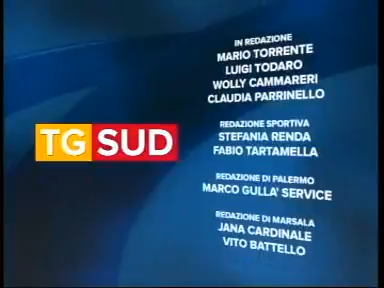 TG SUD
IN REDAZIONE
MARIO TORRENTE
LUIGI TODARO
WOLLY CAMMARERI
CLAUDIA PARRINELLO
REDAZIONE SPORTIVA
STEFANIA RENDA
FABIO TARTAMELLA
REDAZIONE DI PALERMO
MARCO GULLA' SERVICE
REDAZIONE DI MARSALA
JANA CARDINALE
VITO BATTELLO